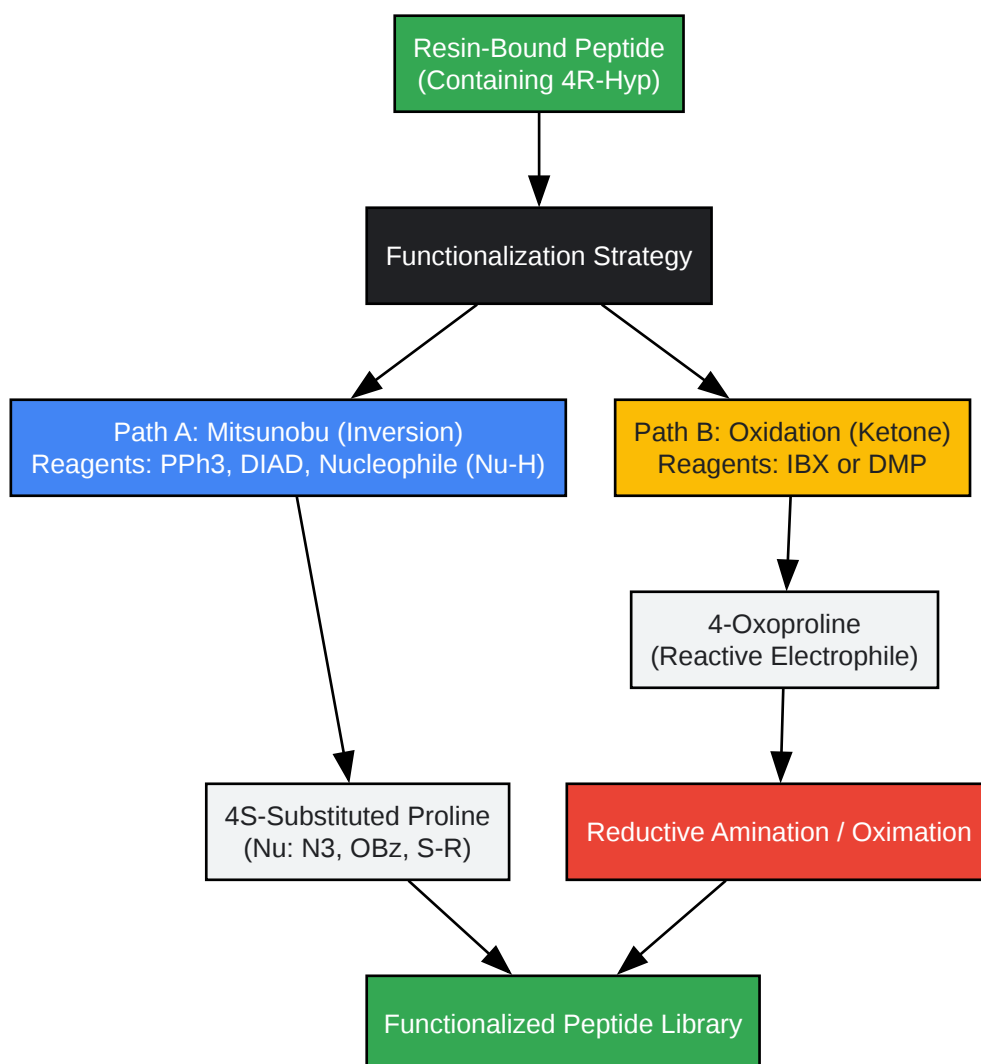 Resin-Bound Peptide
(Containing 4R-Hyp)
Functionalization Strategy
Path A: Mitsunobu (Inversion)
Reagents: PPh3, DIAD, Nucleophile (Nu-H)
Path B: Oxidation (Ketone)
Reagents: IBX or DMP
4-Oxoproline
(Reactive Electrophile)
4S-Substituted Proline
(Nu: N3, OBz, S-R)
Reductive Amination / Oximation
Functionalized Peptide Library